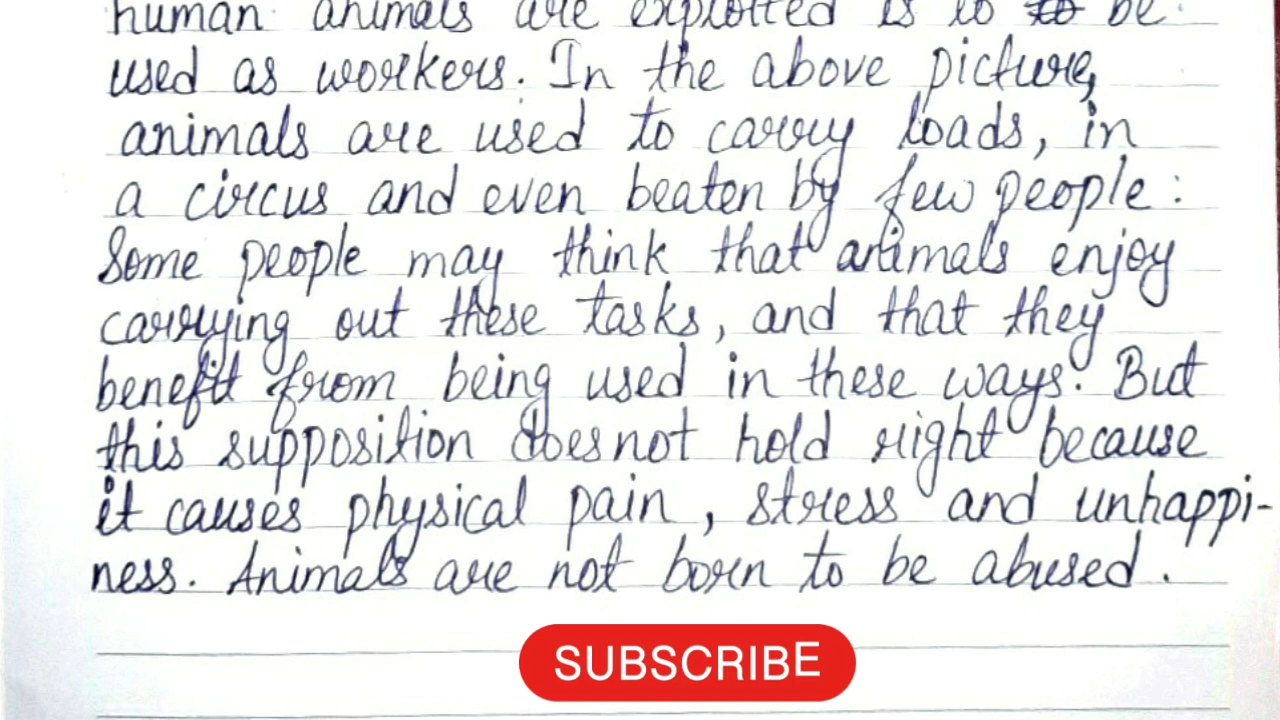 human animals are exploited is to to be
used as workers. In the above picture,
animals are used to carry loads, in
a circus and even beaten by few people.
Some people may think that animals enjoy
carrying out these tasks, and that they
benefit from being used in these ways. But
this supposition does not hold right because
it causes physical pain, stress and unhappi-
ness. Animals are not born to be abused.
SUBSCRIBE